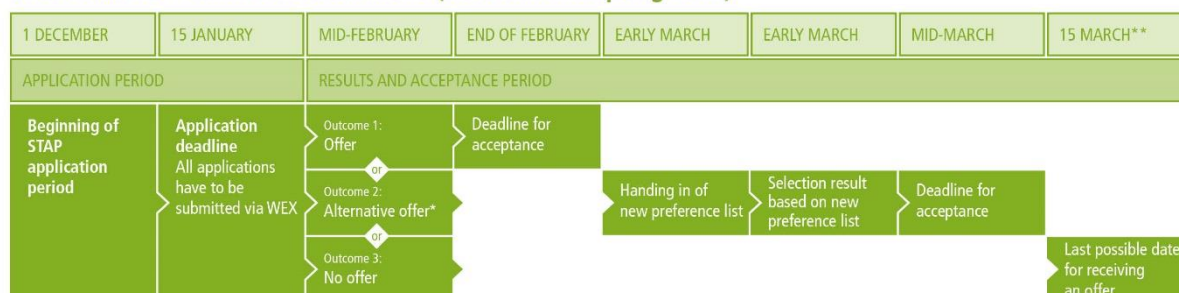 1 DECEMBER
15 JANUARY
MID-FEBRUARY
END OF FEBRUARY
EARLY MARCH
EARLY MARCH
MID-MARCH
15 MARCH**
APPLICATION PERIOD
RESULTS AND ACCEPTANCE PERIOD
Beginning of
STAP
application
period
Application
deadline
All applications
have to be
submitted via WEX
Outcome 1:
Offer
or
Outcome 2:
Alternative offer*
or
Outcome 3:
No offer
Deadline for
acceptance
Handing in of
new preference list
Selection result
based on new
preference list
Deadline for
acceptance
Last possible date
for receiving
an offer